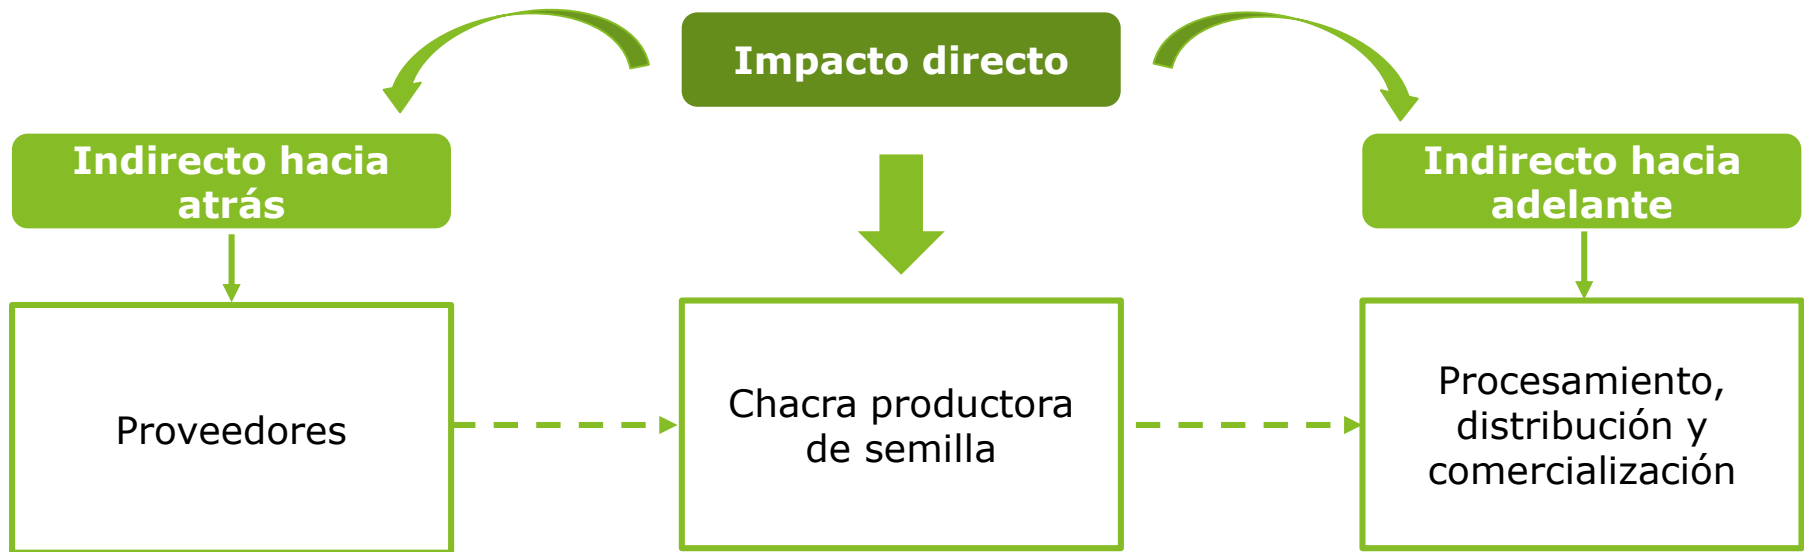 Impacto directo
Indirecto hacia
atrás
Indirecto hacia
adelante
Proveedores
Chacra productora
de semilla
Procesamiento,
distribución y
comercialización